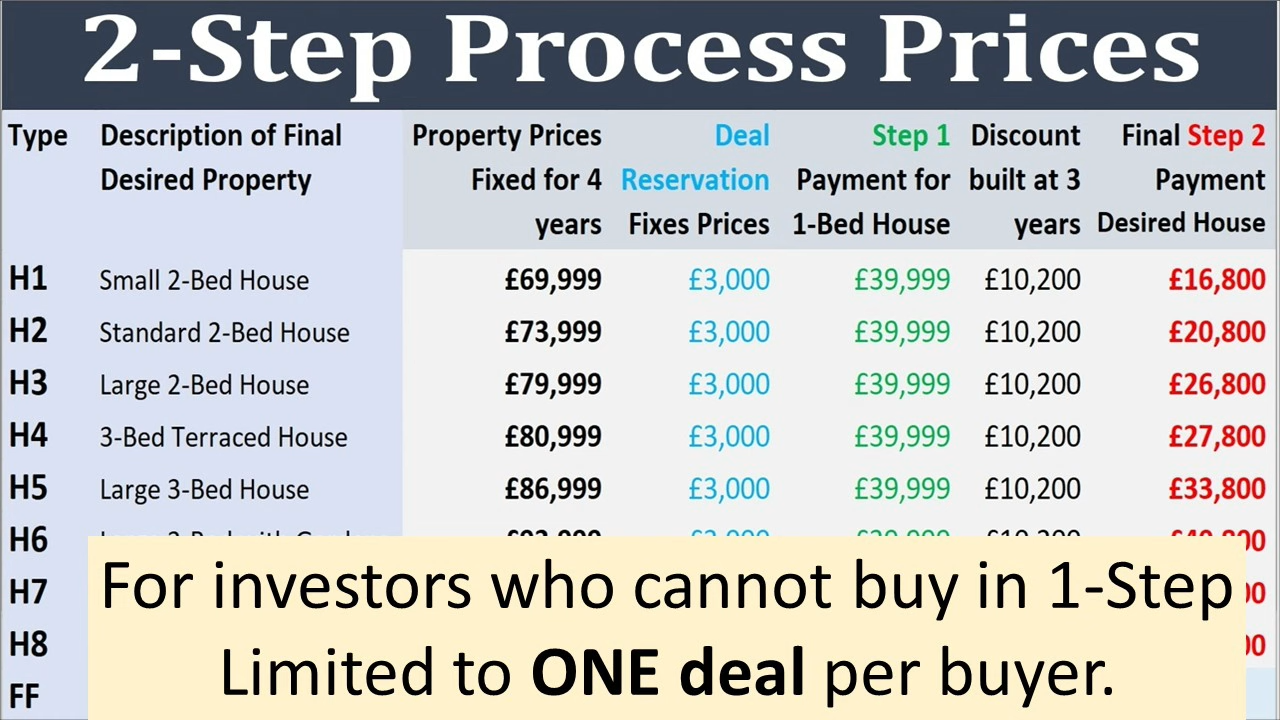 2-Step Process Prices
Type Description of Final Property Prices Deal Step 1 Discount Final Step 2
Desired Property Fixed for 4 Reservation Payment for built at 3 Payment
years Fixes Prices 1-Bed House years Desired House
H1 Small 2-Bed House £69,999 £3,000 £39,999 £10,200 £16,800
H2 Standard 2-Bed House £73,999 £3,000 £39,999 £10,200 £20,800
H3 Large 2-Bed House £79,999 £3,000 £39,999 £10,200 £26,800
H4 3-Bed Terraced House £80,999 £3,000 £39,999 £10,200 £27,800
H5 Large 3-Bed House £86,999 £3,000 £39,999 £10,200 £33,800
H6
H7
H8
FF
For investors who cannot buy in 1-Step
Limited to ONE deal per buyer.